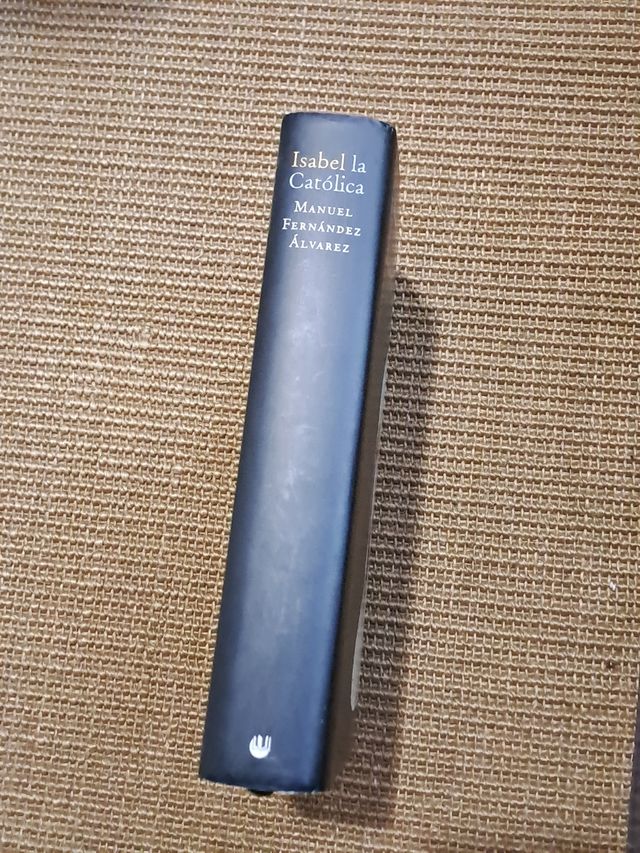 Isabel la
Católica
MANUEL
FERNÁNDEZ
ÁLVAREZ